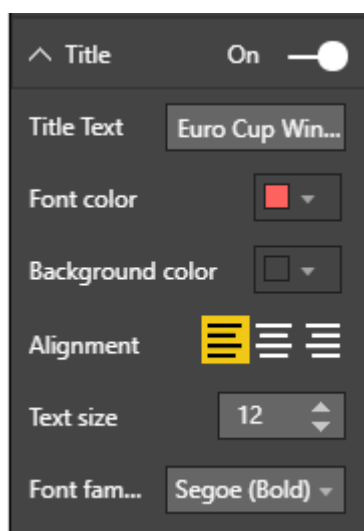 Title On
Title Text Euro Cup Win...
Font color
Background color
Alignment
Text size 12
Font fam... Segoe (Bold)